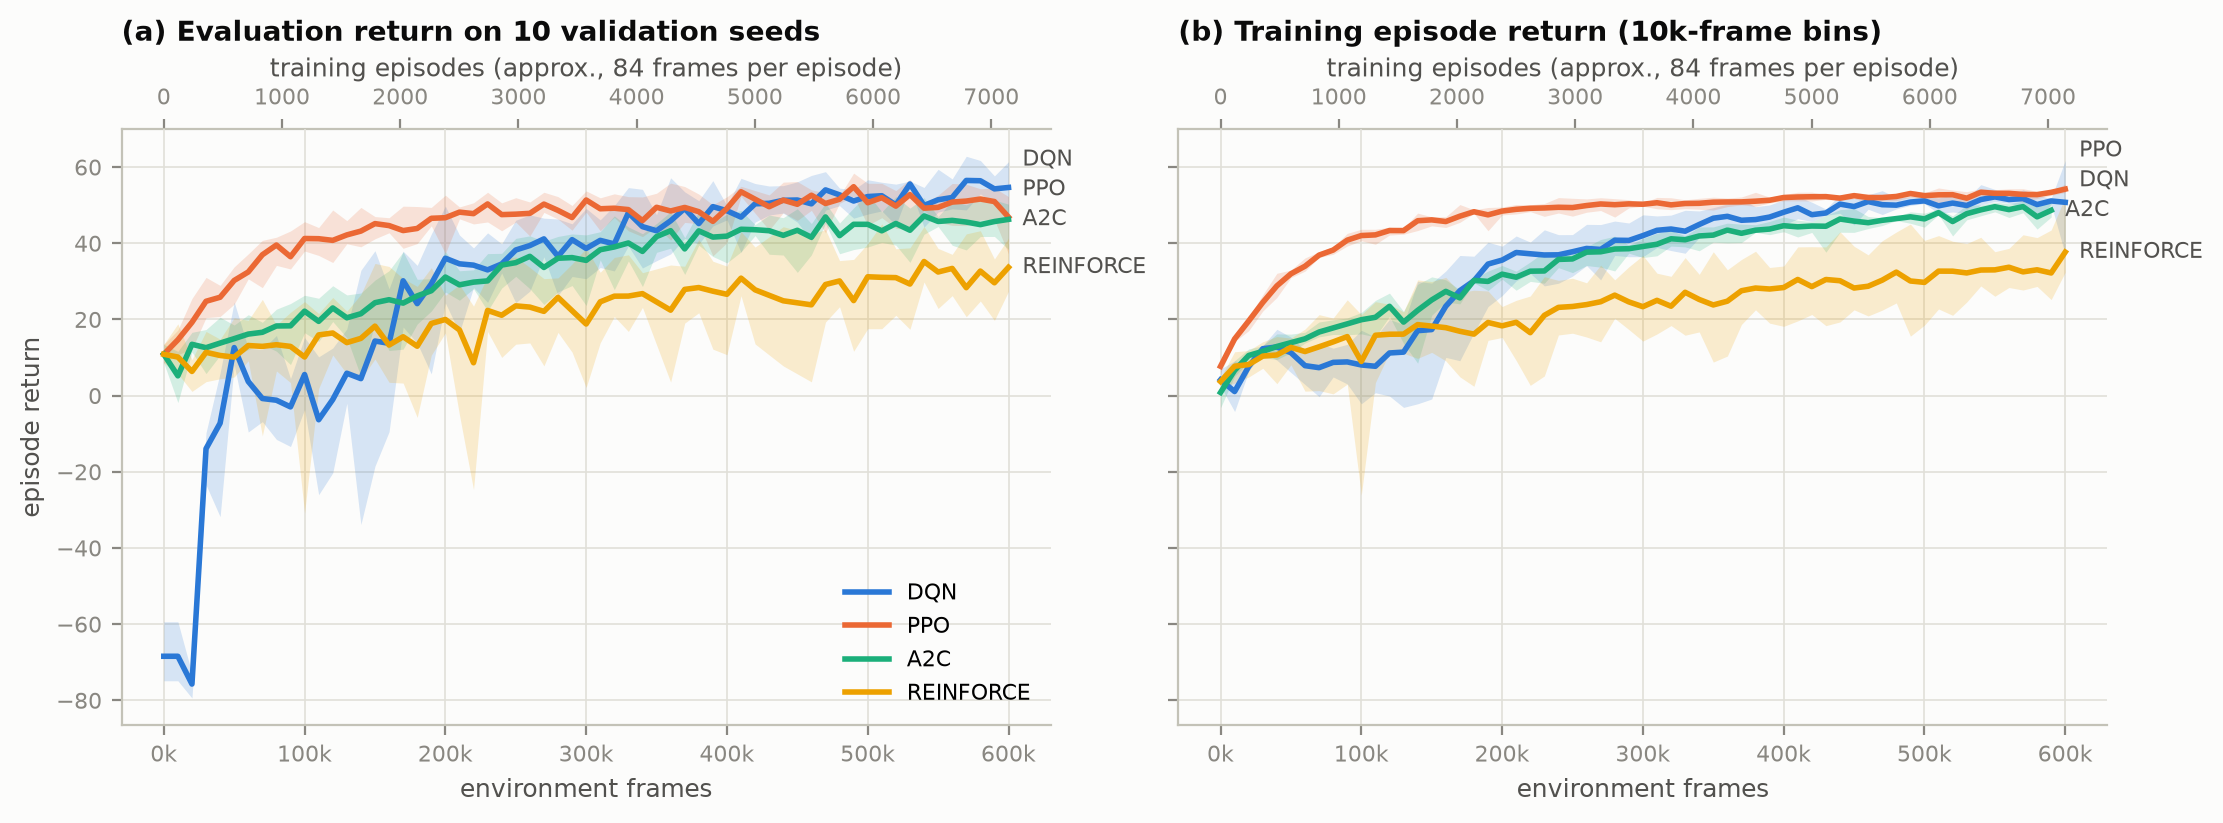 (a) Evaluation return on 10 validation seeds
training episodes (approx., 84 frames per episode)
0 1000 2000 3000 4000 5000 6000 7000
60
40
20
0
−20
−40
−60
−80
episode return
DQN
PPO
A2C
REINFORCE
DQN
PPO
A2C
REINFORCE
0k 100k 200k 300k 400k 500k 600k
environment frames
(b) Training episode return (10k-frame bins)
training episodes (approx., 84 frames per episode)
0 1000 2000 3000 4000 5000 6000 7000
PPO
DQN
A2C
REINFORCE
0k 100k 200k 300k 400k 500k 600k
environment frames